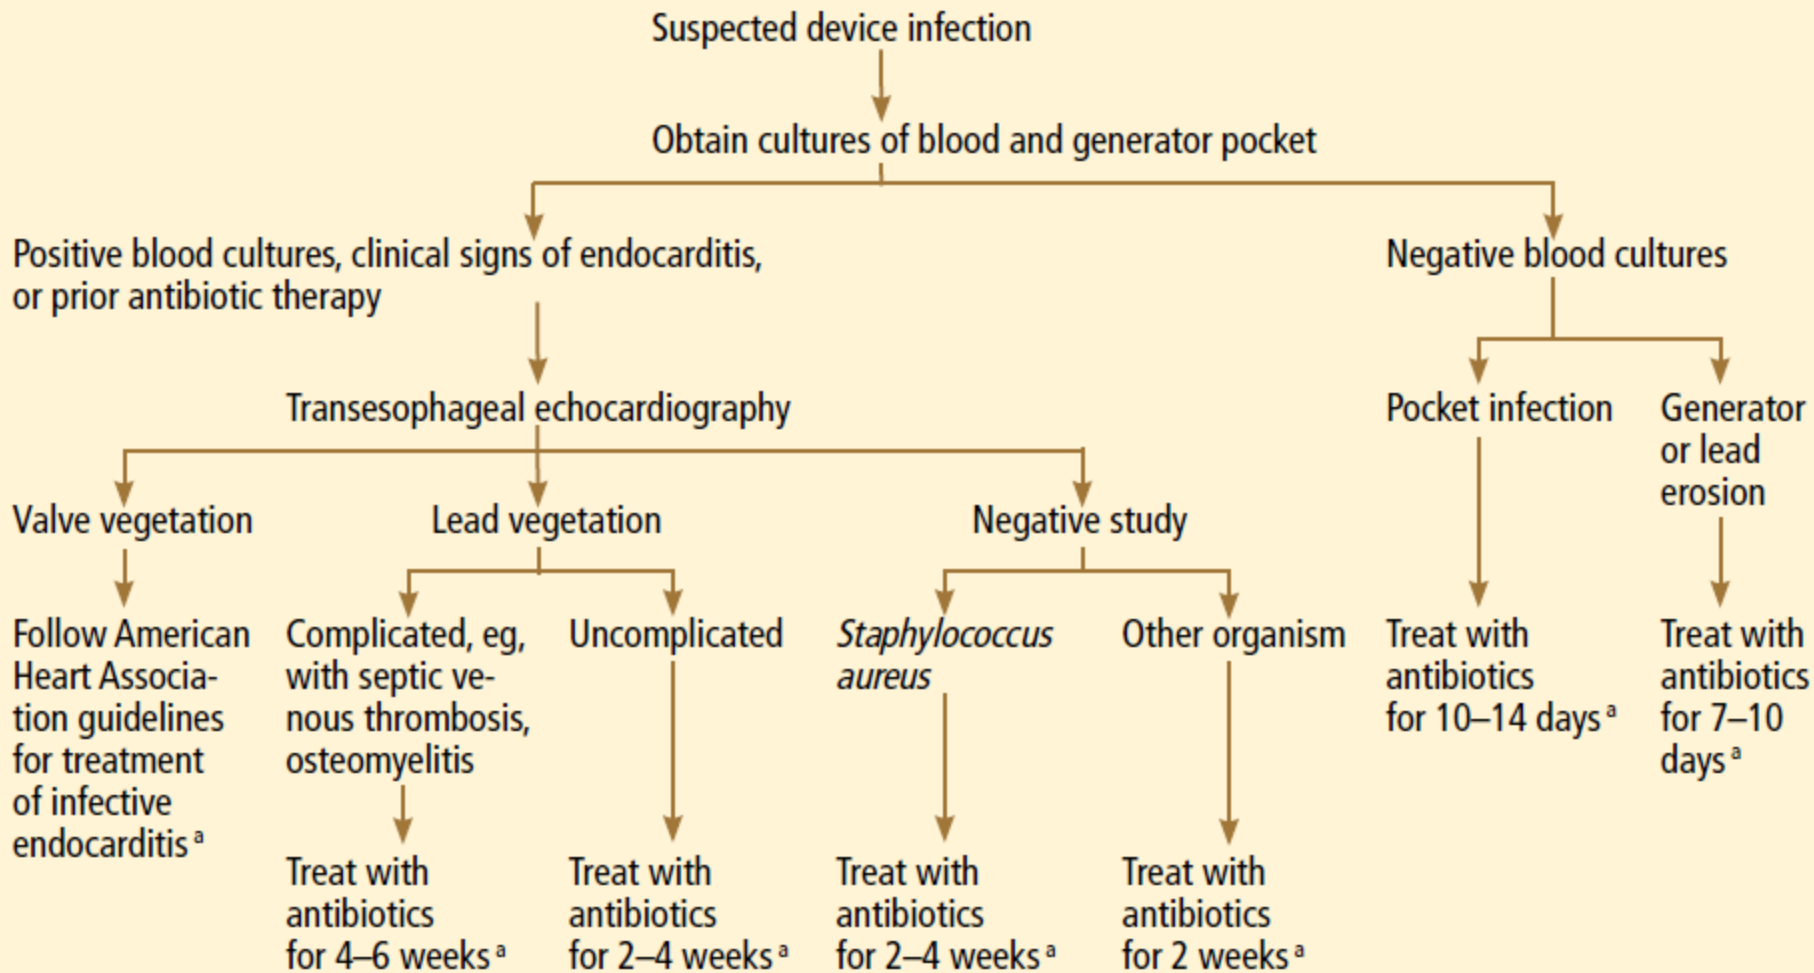 Suspected device infection
Obtain cultures of blood and generator pocket
Positive blood cultures, clinical signs of endocarditis,
or prior antibiotic therapy
Negative blood cultures
Transesophageal echocardiography
Pocket infection
Generator
or lead
erosion
Valve vegetation
Lead vegetation
Negative study
Follow American
Heart Associa-
tion guidelines
for treatment
of infective
endocarditis a
Complicated, eg,
with septic ve-
nous thrombosis,
osteomyelitis
Uncomplicated
Staphylococcus
aureus
Other organism
Treat with
antibiotics
for 10–14 days a
Treat with
antibiotics
for 7–10
days a
Treat with
antibiotics
for 4–6 weeks a
Treat with
antibiotics
for 2–4 weeks a
Treat with
antibiotics
for 2–4 weeks a
Treat with
antibiotics
for 2 weeks a